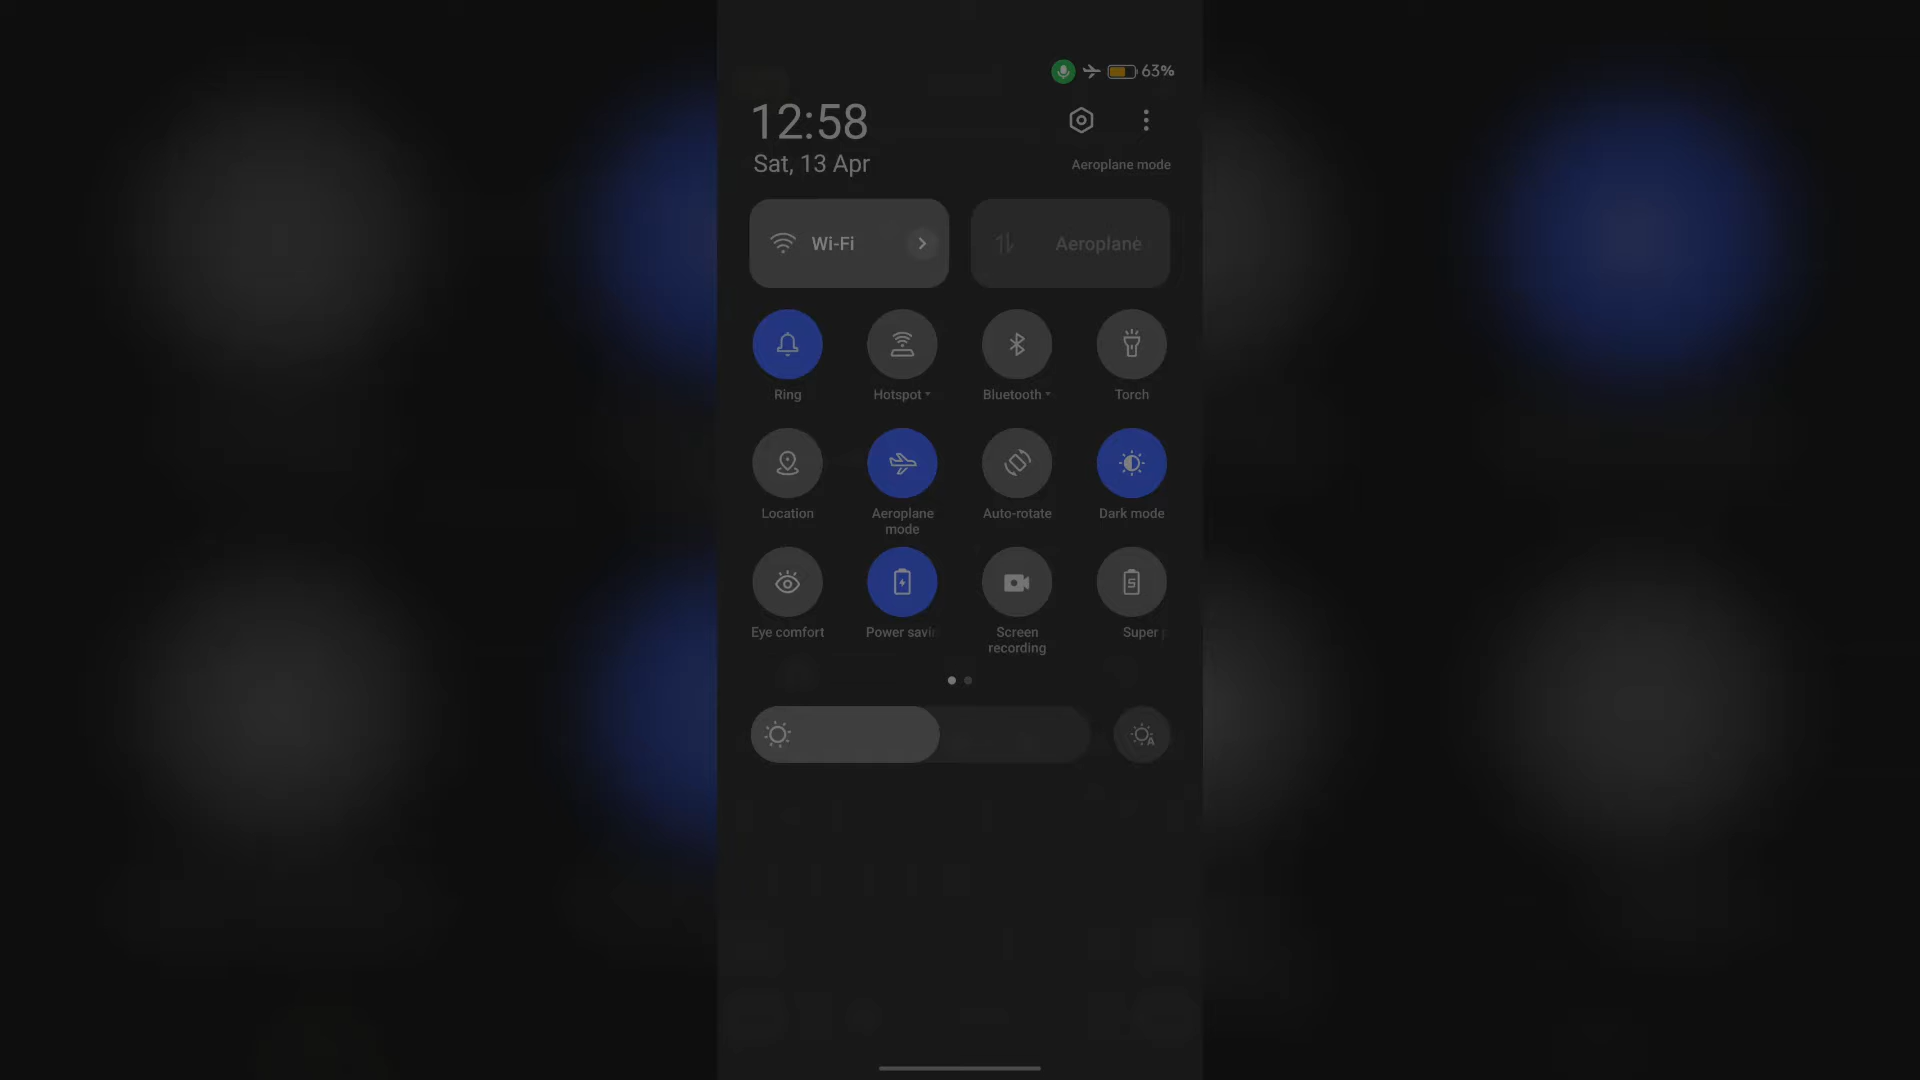 63%
12:58
Sat, 13 Apr
Aeroplane mode
Wi-Fi
Aeroplane
Ring
Hotspot
Bluetooth
Torch
Location
Aeroplane
mode
Auto-rotate
Dark mode
Eye comfort
Power savi
Screen
recording
Super